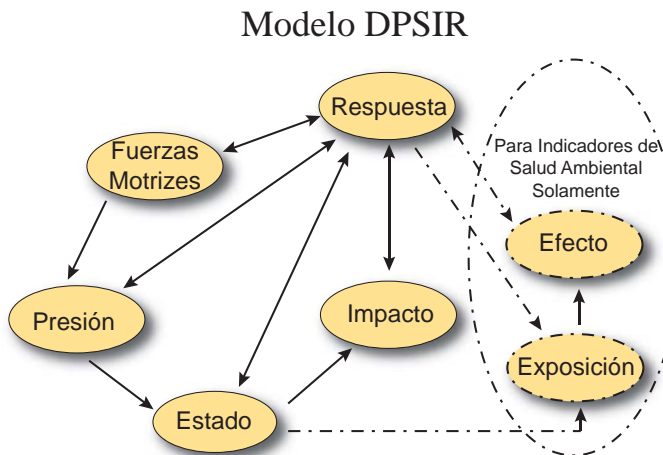 Modelo DPSIR
Respuesta
Fuerzas
Motrizes
Para Indicadores de
Salud Ambiental
Solamente
Efecto
Presión
Impacto
Exposición
Estado